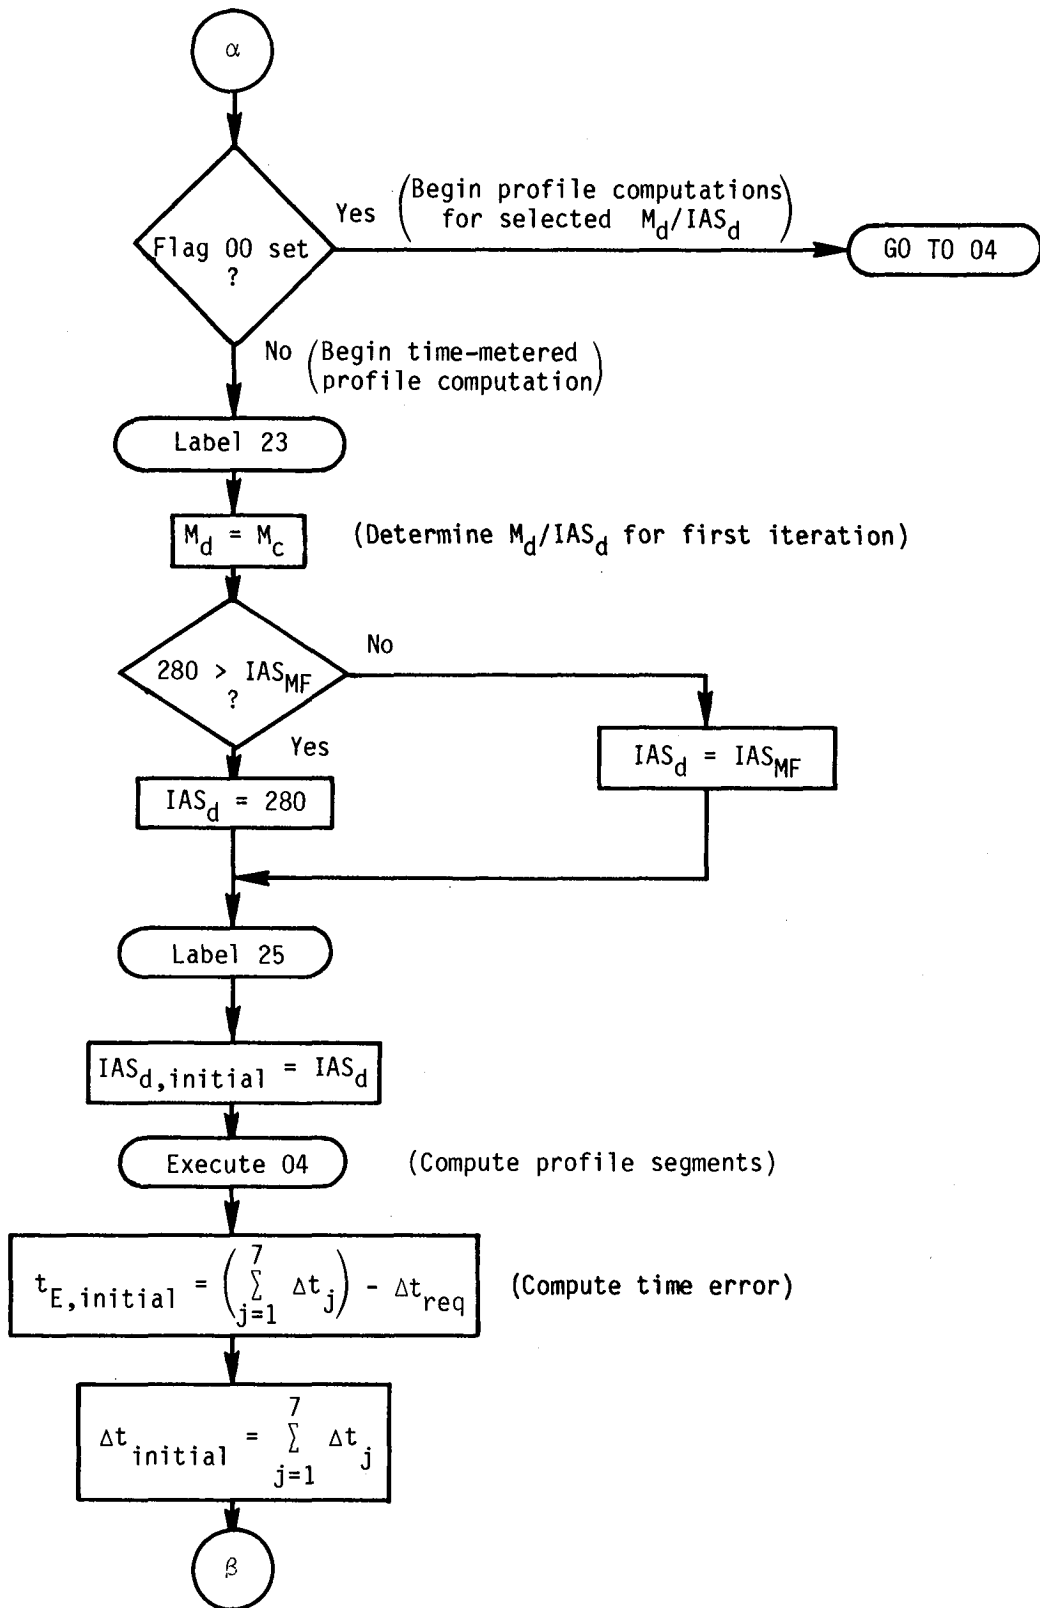 α
Flag 00 set
?
Yes (Begin profile computations
for selected M_d/IAS_d)
GO TO 04
No (Begin time-metered
profile computation)
Label 23
M_d = M_c
(Determine M_d/IAS_d for first iteration)
280 > IAS_MF
?
No
Yes
IAS_d = IAS_MF
IAS_d = 280
Label 25
IAS_d,initial = IAS_d
Execute 04
(Compute profile segments)
t_E,initial = (∑_{j=1}^{7} Δt_j) - Δt_req
(Compute time error)
Δt_initial = ∑_{j=1}^{7} Δt_j
β